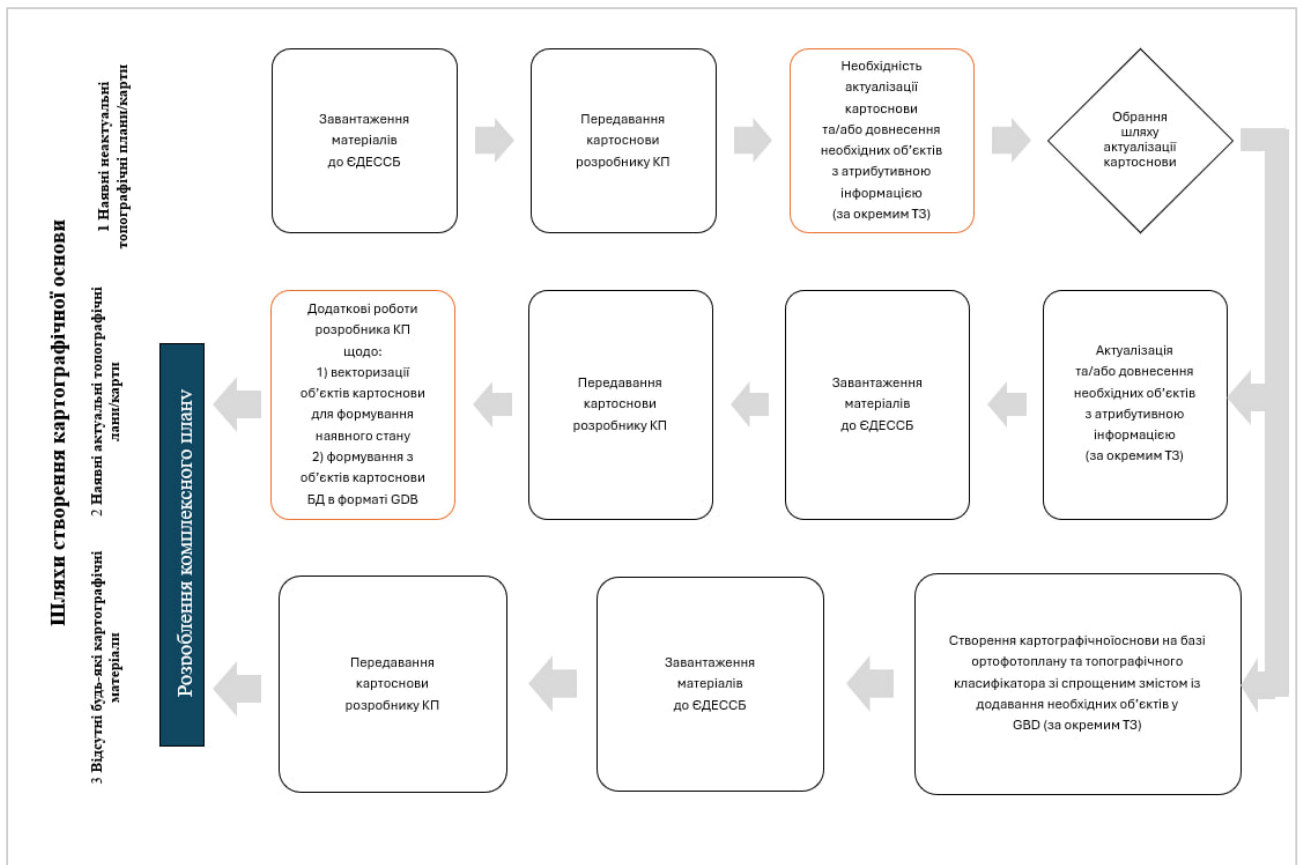 Шляхи створення картографічної основи
1 Наявні неактуальні
топографічні плани/карти
Завантаження
матеріалів
до ЄДЕССБ
Передавання
картоснови
розробнику КП
Необхідність
актуалізації
картоснови
та/або довнесення
необхідних об’єктів
з атрибутивною
інформацією
(за окремим ТЗ)
Обрання
шляху
актуалізації
картоснови
2 Наявні актуальні топографічні
лани/карти
Розроблення комплексного плану
Додаткові роботи
розробника КП
щодо:
1) векторизації
об’єктів картоснови
для формування
наявного стану
2) формування з
об’єктів картоснови
БД в форматі GDB
Передавання
картоснови
розробнику КП
Завантаження
матеріалів
до ЄДЕССБ
Актуалізація
та/або довнесення
необхідних об’єктів
з атрибутивною
інформацією
(за окремим ТЗ)
3 Відсутні будь-які картографічні
матеріали
Передавання
картоснови
розробнику КП
Завантаження
матеріалів
до ЄДЕССБ
Створення картографічноїоснови на базі
ортофотоплану та топографічного
класифікатора зі спрощеним змістом із
додавання необхідних об’єктів у
GBD (за окремим ТЗ)